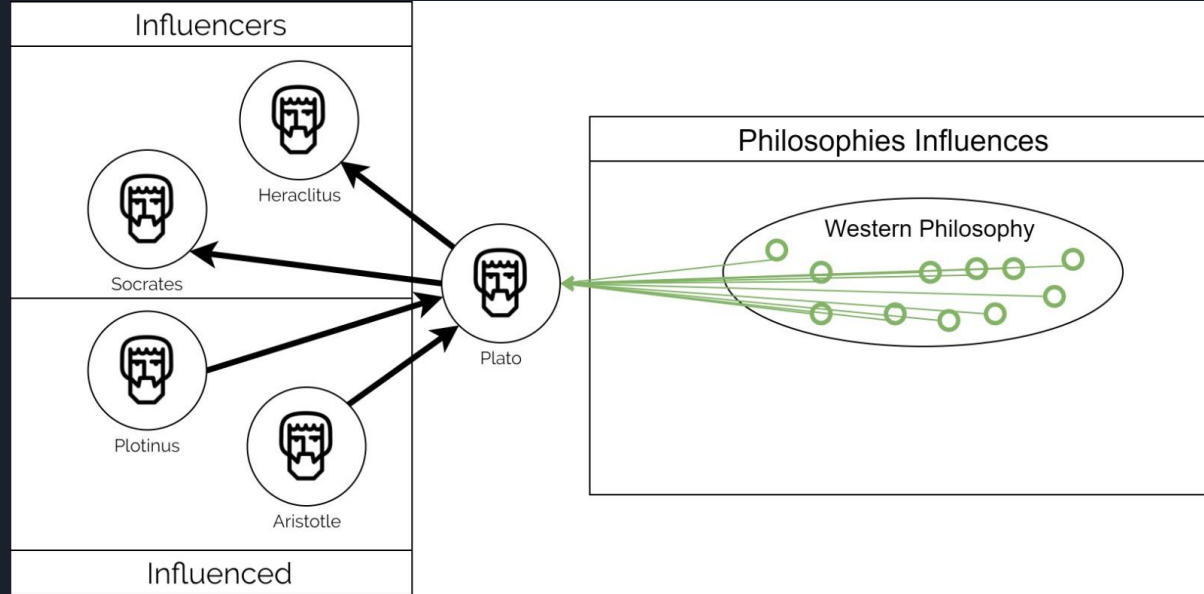 Influencers
Heraclitus
Socrates
Plotinus
Aristotle
Influenced
Plato
Philosophies Influences
Western Philosophy